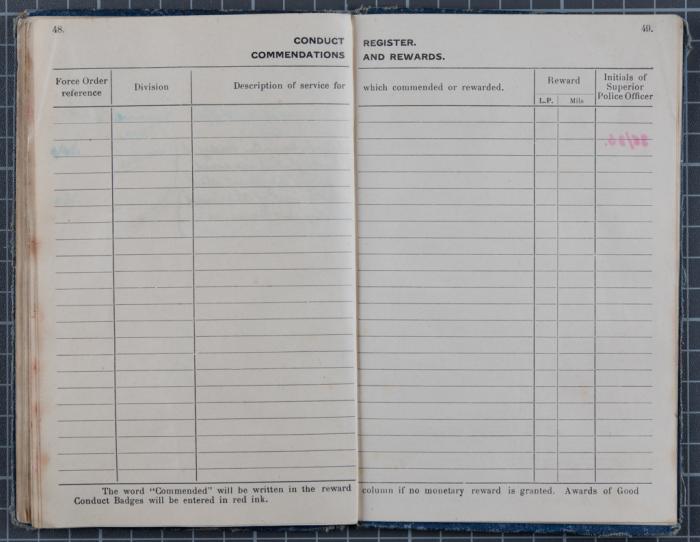 48.
49.
CONDUCT REGISTER.
COMMENDATIONS AND REWARDS.
Force Order reference
Division
Description of service for which commended or rewarded.
Reward
L.P.
Mils
Initials of Superior Police Officer
The word "Commended" will be written in the reward column if no monetary reward is granted. Awards of Good
Conduct Badges will be entered in red ink.